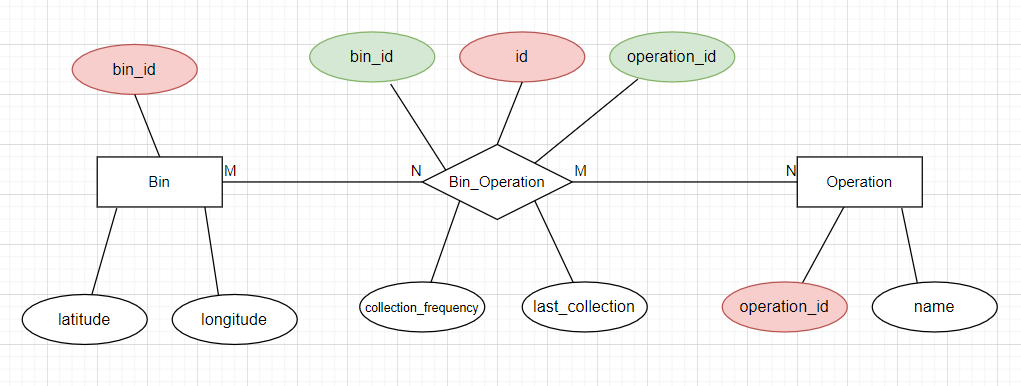 bin_id
bin_id
id
operation_id
Bin
M
N
Bin_Operation
M
N
Operation
latitude
longitude
collection_frequency
last_collection
operation_id
name